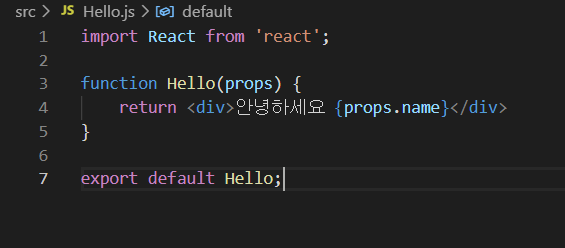 src > JS Hello.js > default
1 import React from 'react';
2
3 function Hello(props) {
4 return <div>안녕하세요 {props.name}</div>
5 }
6
7 export default Hello;